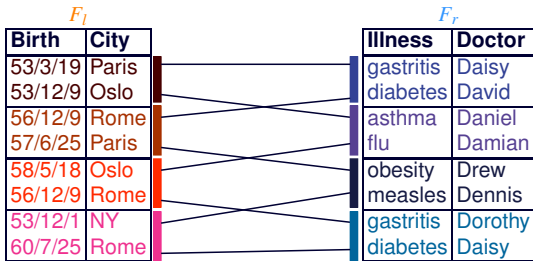 F_l F_r
Birth City Illness Doctor
53/3/19 Paris gastritis Daisy
53/12/9 Oslo diabetes David
56/12/9 Rome asthma Daniel
57/6/25 Paris flu Damian
58/5/18 Oslo obesity Drew
56/12/9 Rome measles Dennis
53/12/1 NY gastritis Dorothy
60/7/25 Rome diabetes Daisy